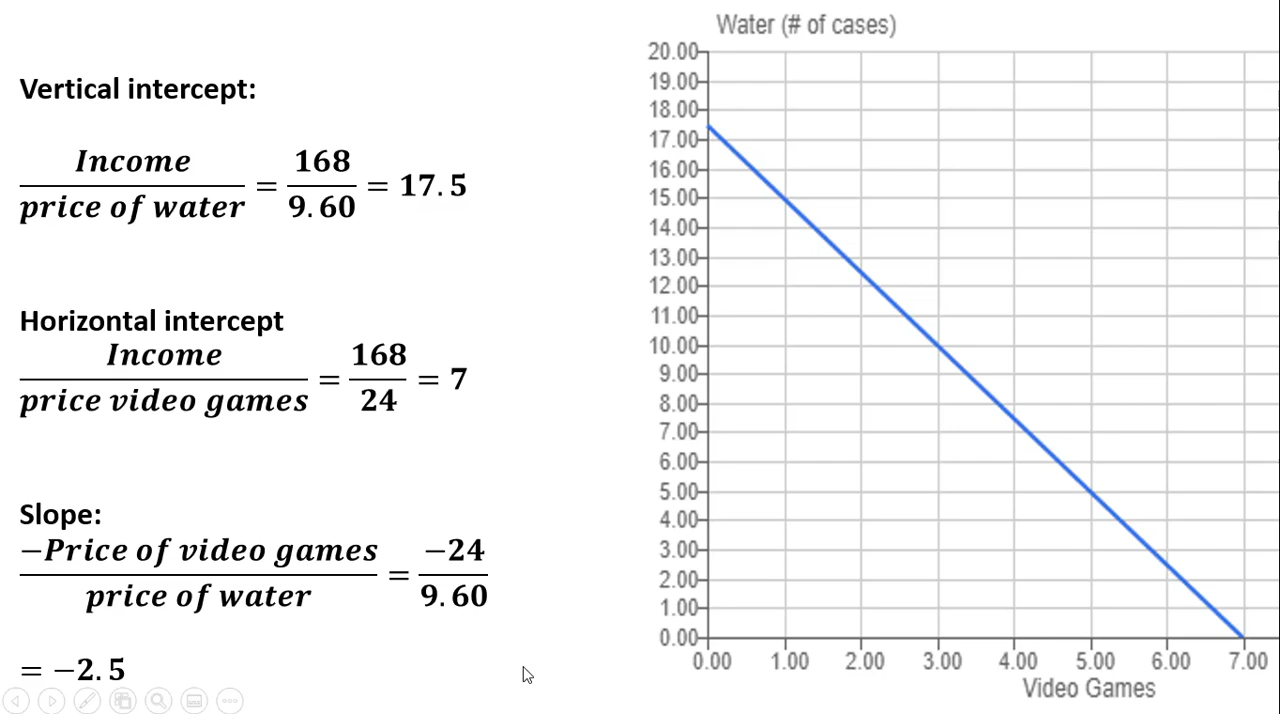 Vertical intercept:
Income / price of water = 168 / 9.60 = 17.5
Horizontal intercept
Income / price video games = 168 / 24 = 7
Slope:
−Price of video games / price of water = −24 / 9.60
= −2.5
Water (# of cases)
20.00
19.00
18.00
17.00
16.00
15.00
14.00
13.00
12.00
11.00
10.00
9.00
8.00
7.00
6.00
5.00
4.00
3.00
2.00
1.00
0.00
0.00 1.00 2.00 3.00 4.00 5.00 6.00 7.00
Video Games